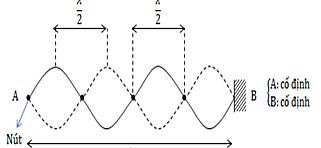 λ/2 λ/2
A B { A: cố định
B: cố định
Nút